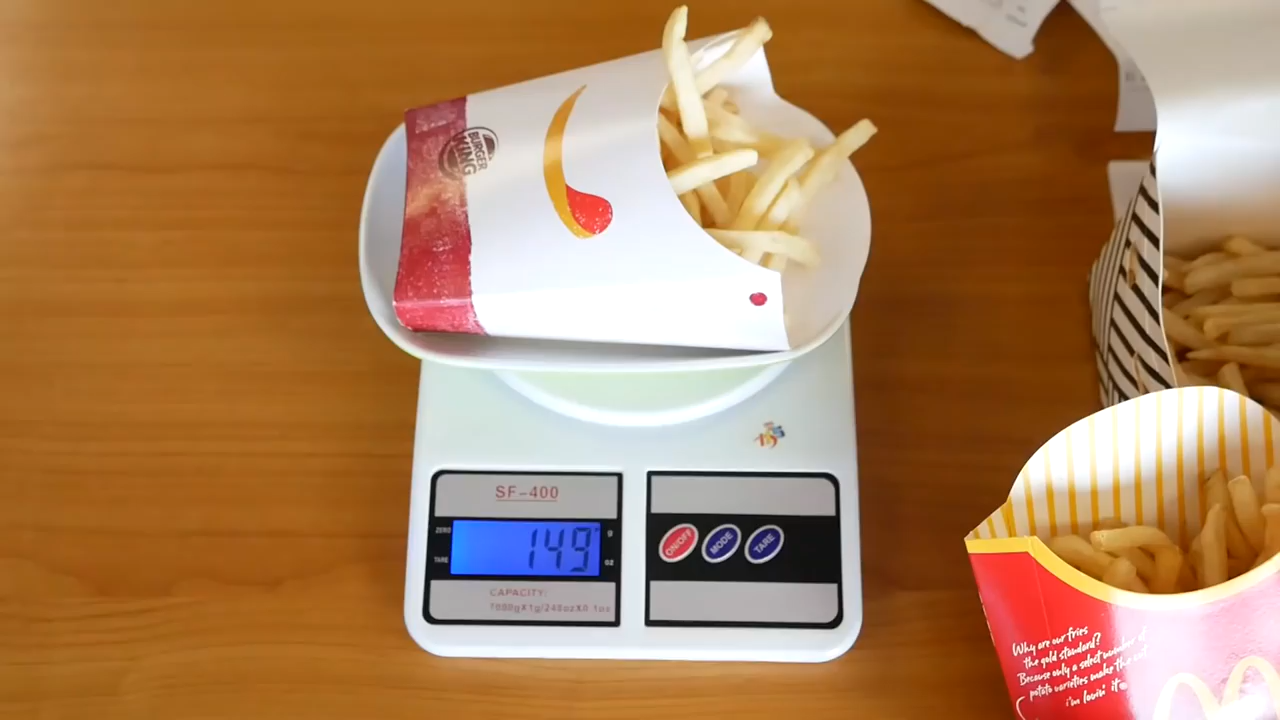 BURGER
KING
SF-400
ZERO
TARE
149
g
oz
CAPACITY:
ON/OFF
MODE
TARE
Why are our fries
the gold standard?
Because only a select number of
potato varieties make the cut.
i'm lovin' it